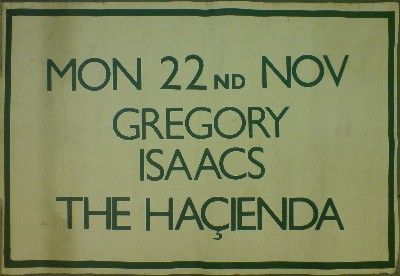 MON 22ND NOV
GREGORY
ISAACS
THE HAÇIENDA